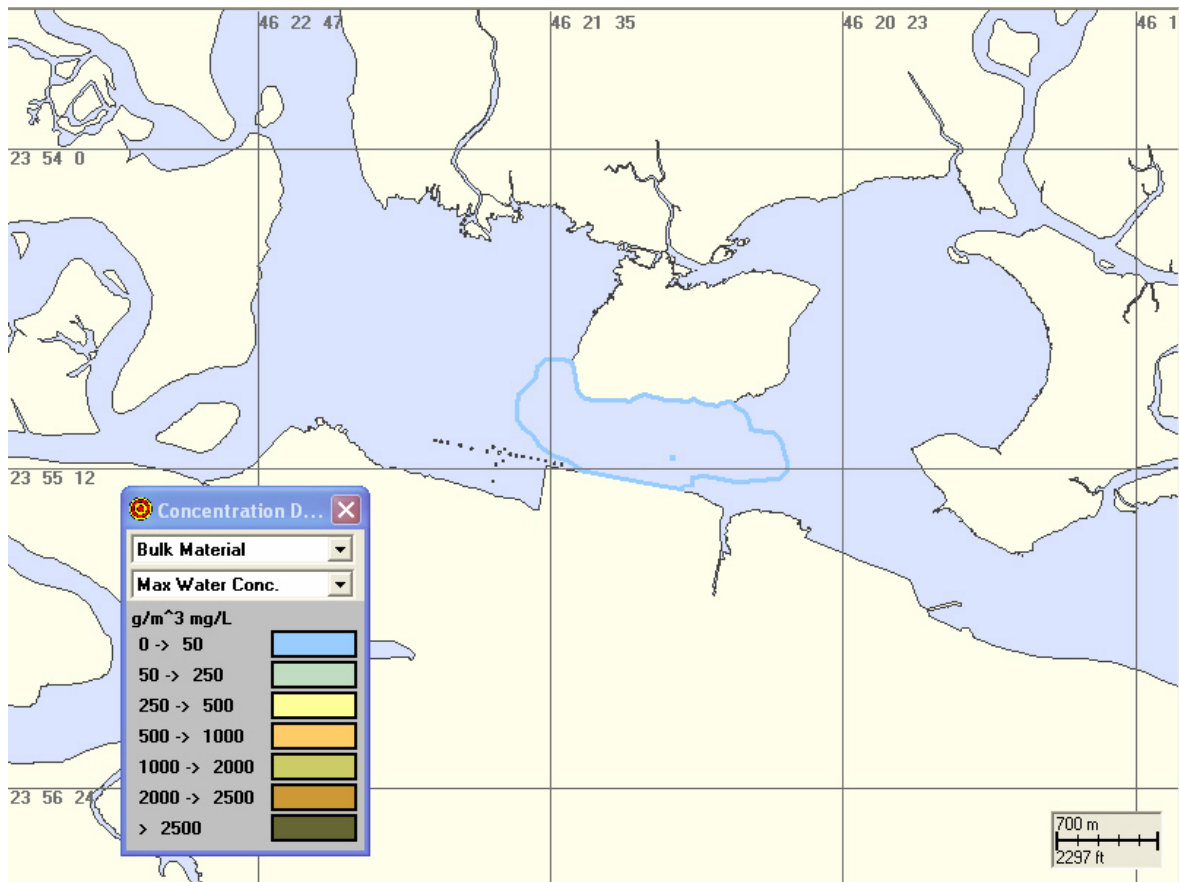 46 22 47
46 21 35
46 20 23
46 1
23 54 0
23 55 12
Concentration D...
Bulk Material
Max Water Conc.
g/m^3 mg/L
0 -> 50
50 -> 250
250 -> 500
500 -> 1000
1000 -> 2000
2000 -> 2500
> 2500
23 56 24
700 m
2297 ft